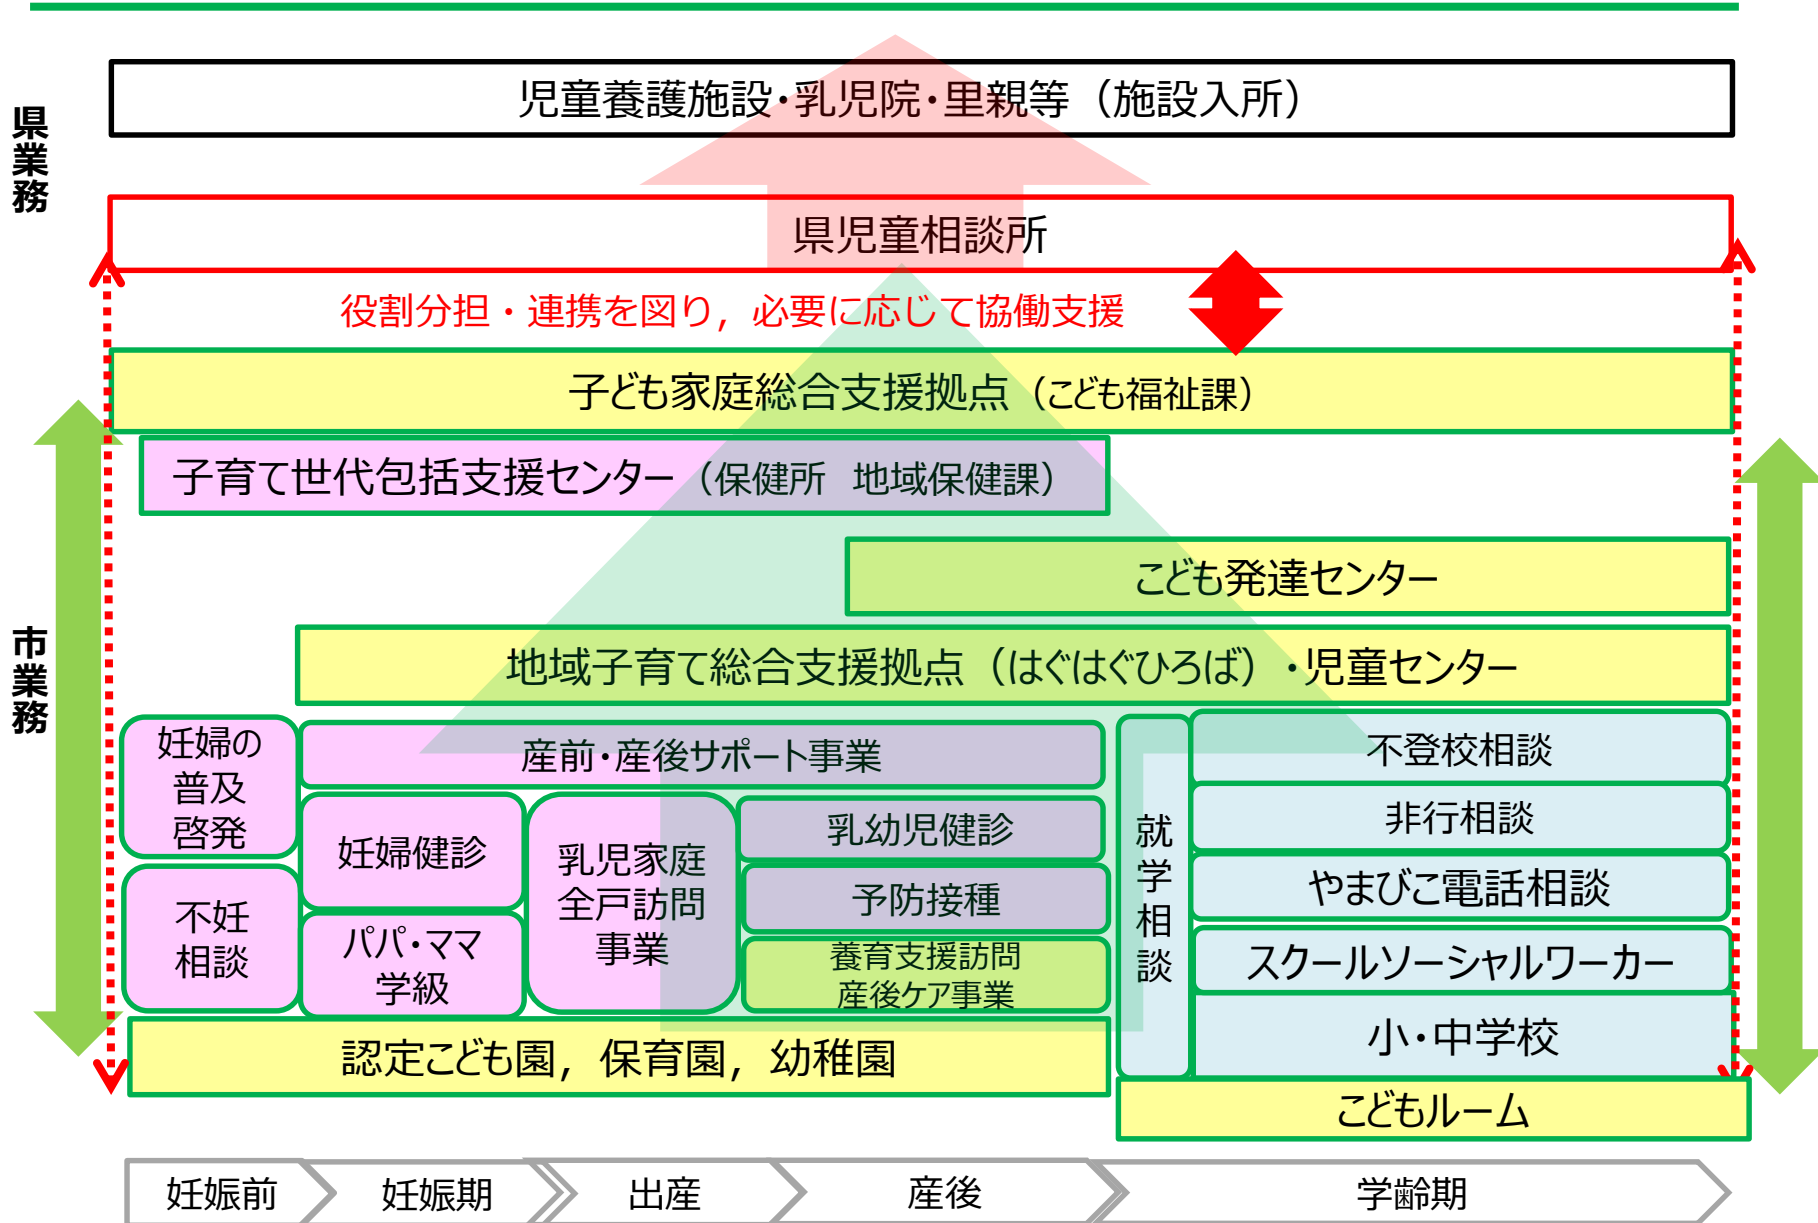 県業務
児童養護施設・乳児院・里親等（施設入所）
県児童相談所
役割分担・連携を図り，必要に応じて協働支援
市業務
子ども家庭総合支援拠点（こども福祉課）
子育て世代包括支援センター（保健所　地域保健課）
こども発達センター
地域子育て総合支援拠点（はぐはぐひろば）・児童センター
妊婦の
普及
啓発
不妊
相談
産前・産後サポート事業
妊婦健診
パパ・ママ
学級
乳児家庭
全戸訪問
事業
乳幼児健診
予防接種
養育支援訪問
産後ケア事業
認定こども園，保育園，幼稚園
就学相談
不登校相談
非行相談
やまびこ電話相談
スクールソーシャルワーカー
小・中学校
こどもルーム
妊娠前
妊娠期
出産
産後
学齢期